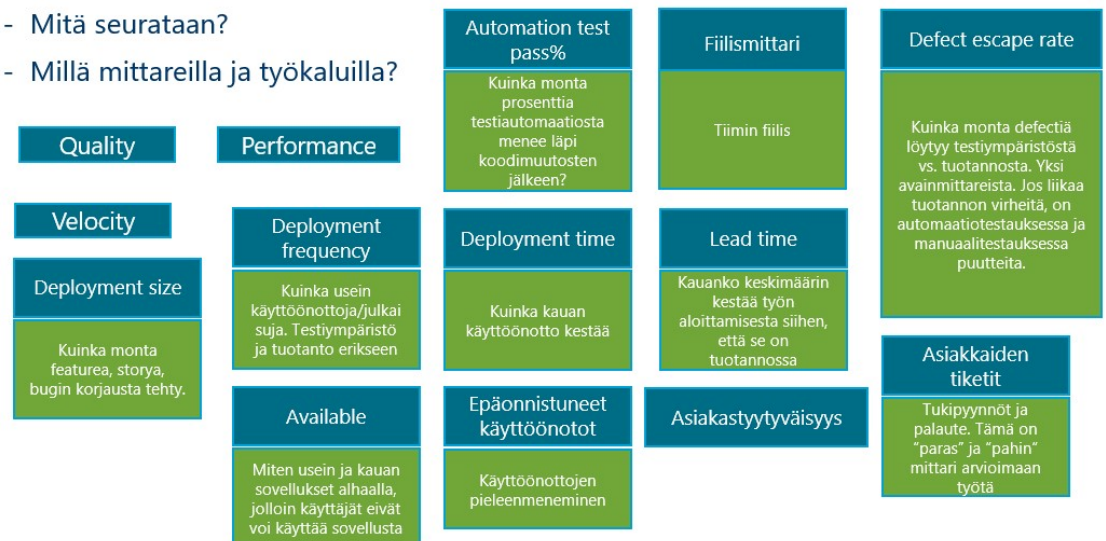 - Mitä seurataan?
- Millä mittareilla ja työkaluilla?
Quality
Performance
Velocity
Deployment size
Kuinka monta
featurea, storya,
bugin korjausta tehty.
Deployment
frequency
Kuinka usein
käyttöönottoja/julkai
suja. Testiympäristö
ja tuotanto erikseen
Available
Miten usein ja kauan
sovellukset alhaalla,
jolloin käyttäjät eivät
voi käyttää sovellusta
Automation test
pass%
Kuinka monta
prosenttia
testiautomaatiosta
menee läpi
koodimuutosten
jälkeen?
Deployment time
Kuinka kauan
käyttöönotto kestää
Epäonnistuneet
käyttöönotot
Käyttöönottojen
pieleenmeneminen
Fiilismittari
Tiimin fiilis
Lead time
Kauanko keskimäärin
kestää työn
aloittamisesta siihen,
että se on
tuotannossa
Asiakastyytyväisyys
Defect escape rate
Kuinka monta defectiä
löytyy testiympäristöstä
vs. tuotannosta. Yksi
avainmittareista. Jos liikaa
tuotannon virheitä, on
automaatiotestauksessa ja
manuaalitestauksessa
puutteita.
Asiakkaiden
tiketit
Tukipyynnöt ja
palaute. Tämä on
"paras" ja "pahin"
mittari arvioimaan
työtä